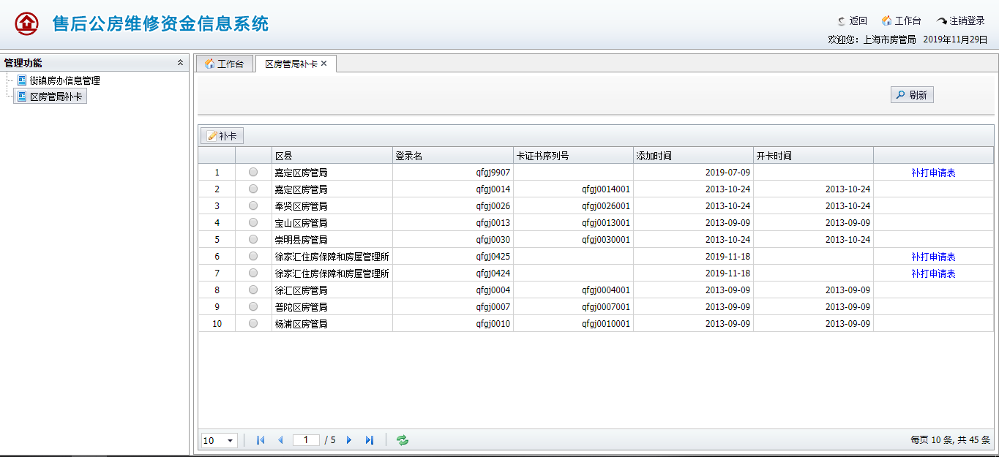 售后公房维修资金信息系统
返回 工作台 注销登录
欢迎您：上海市房管局 2019年11月29日
管理功能
街镇房办信息管理
区房管局补卡
工作台 区房管局补卡
刷新
补卡
区县 登录名 卡证书序列号 添加时间 开卡时间
1 嘉定区房管局 qfgj9907 2019-07-09 补打申请表
2 嘉定区房管局 qfgj0014 qfgj0014001 2013-10-24 2013-10-24
3 奉贤区房管局 qfgj0026 qfgj0026001 2013-10-24 2013-10-24
4 宝山区房管局 qfgj0013 qfgj0013001 2013-09-09 2013-09-09
5 崇明县房管局 qfgj0030 qfgj0030001 2013-10-24 2013-10-24
6 徐家汇住房保障和房屋管理所 qfgj0425 2019-11-18 补打申请表
7 徐家汇住房保障和房屋管理所 qfgj0424 2019-11-18 补打申请表
8 徐汇区房管局 qfgj0004 qfgj0004001 2013-09-09 2013-09-09
9 普陀区房管局 qfgj0007 qfgj0007001 2013-09-09 2013-09-09
10 杨浦区房管局 qfgj0010 qfgj0010001 2013-09-09 2013-09-09
10 1 / 5 每页 10 条, 共 45 条